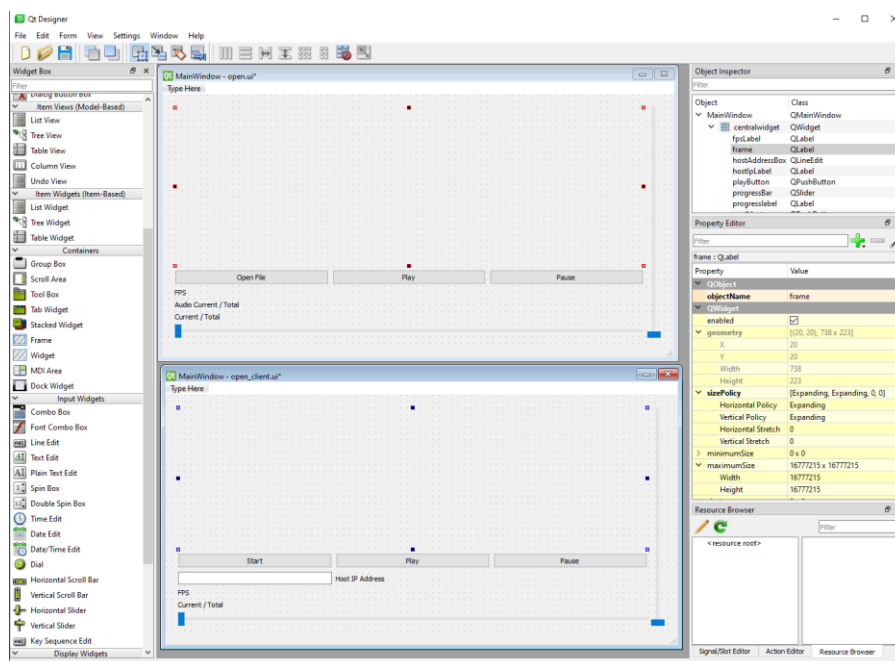 Qt Designer
File Edit Form View Settings Window Help
Widget Box
Filter
Dialog Button Box
Item Views (Model-Based)
List View
Tree View
Table View
Column View
Undo View
Item Widgets (Item-Based)
List Widget
Tree Widget
Table Widget
Containers
Group Box
Scroll Area
Tool Box
Tab Widget
Stacked Widget
Frame
Widget
MDI Area
Dock Widget
Input Widgets
Combo Box
Font Combo Box
Line Edit
Text Edit
Plain Text Edit
Spin Box
Double Spin Box
Time Edit
Date Edit
Date/Time Edit
Dial
Horizontal Scroll Bar
Vertical Scroll Bar
Horizontal Slider
Vertical Slider
Key Sequence Edit
Display Widgets
MainWindow - open.ui*
Type Here
Open File Play Pause
FPS
Audio Current / Total
Current / Total
MainWindow - open_client.ui*
Type Here
Start Play Pause
Host IP Address
FPS
Current / Total
Object Inspector
Filter
Object Class
MainWindow QMainWindow
centralwidget QWidget
fpsLabel QLabel
frame QLabel
hostAddressBox QLineEdit
hostIpLabel QLabel
playButton QPushButton
progressBar QSlider
progresslabel QLabel
Property Editor
Filter
frame : QLabel
Property Value
QObject
objectName frame
QWidget
enabled
geometry [(20, 20), 738 x 223]
X 20
Y 20
Width 738
Height 223
sizePolicy [Expanding, Expanding, 0, 0]
Horizontal Policy Expanding
Vertical Policy Expanding
Horizontal Stretch 0
Vertical Stretch 0
minimumSize 0 x 0
maximumSize 16777215 x 16777215
Width 16777215
Height 16777215
Resource Browser
Filter
<resource root>
Signal/Slot Editor Action Editor Resource Browser